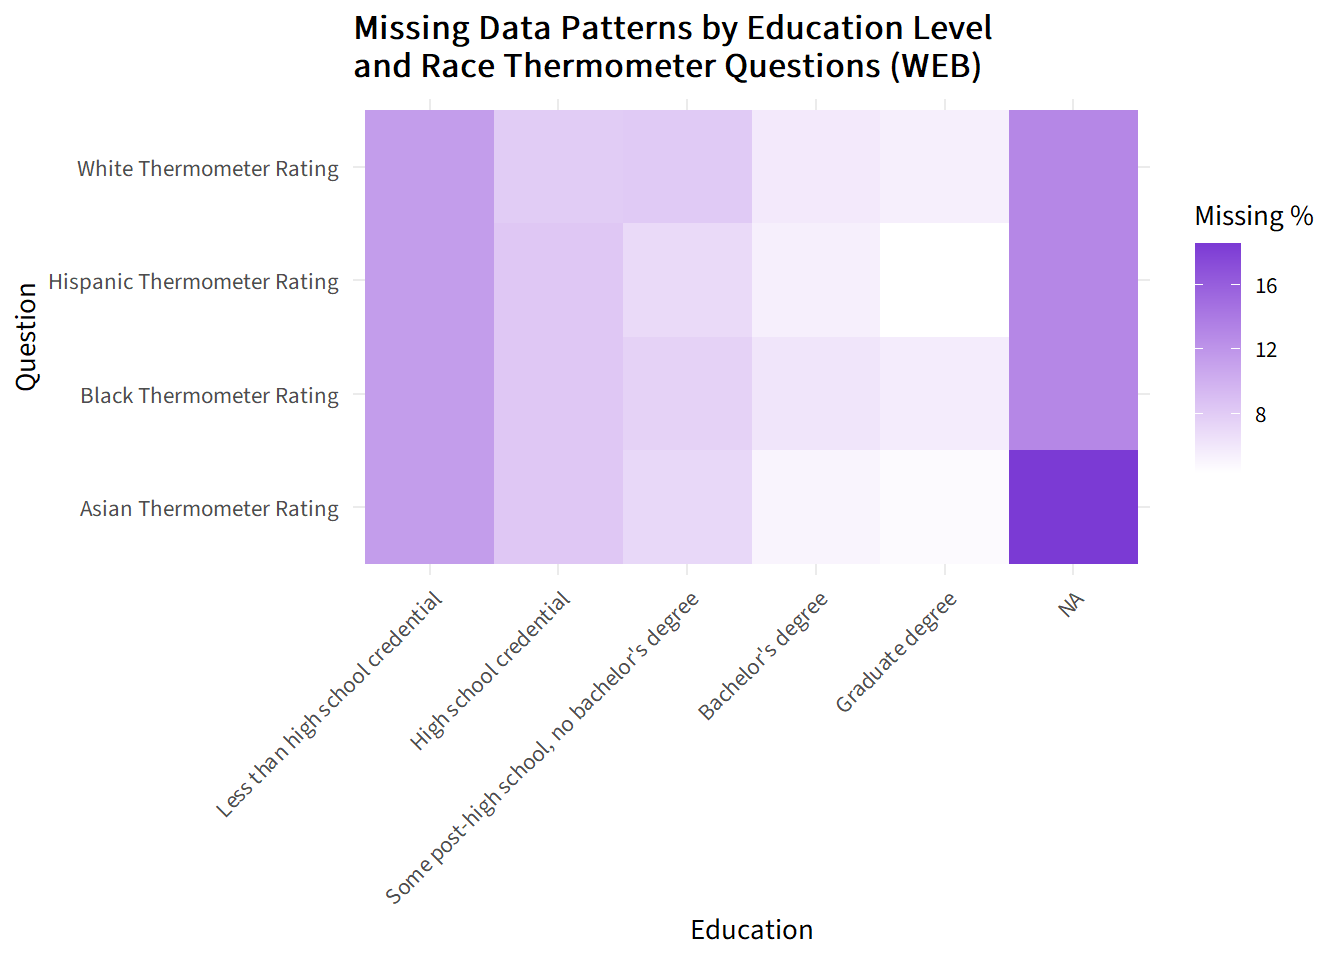 Missing Data Patterns by Education Level
and Race Thermometer Questions (WEB)
Question
White Thermometer Rating
Hispanic Thermometer Rating
Black Thermometer Rating
Asian Thermometer Rating
Missing %
16
12
8
Less than high school credential
High school credential
Some post-high school, no bachelor's degree
Bachelor's degree
Graduate degree
NA
Education